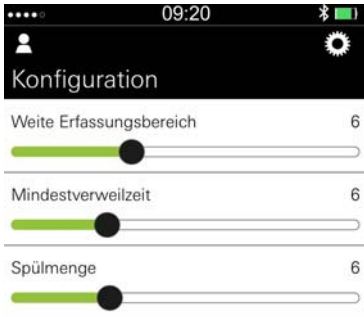 09:20
Konfiguration
Weite Erfassungsbereich 6
Mindestverweilzeit 6
Spülmenge 6